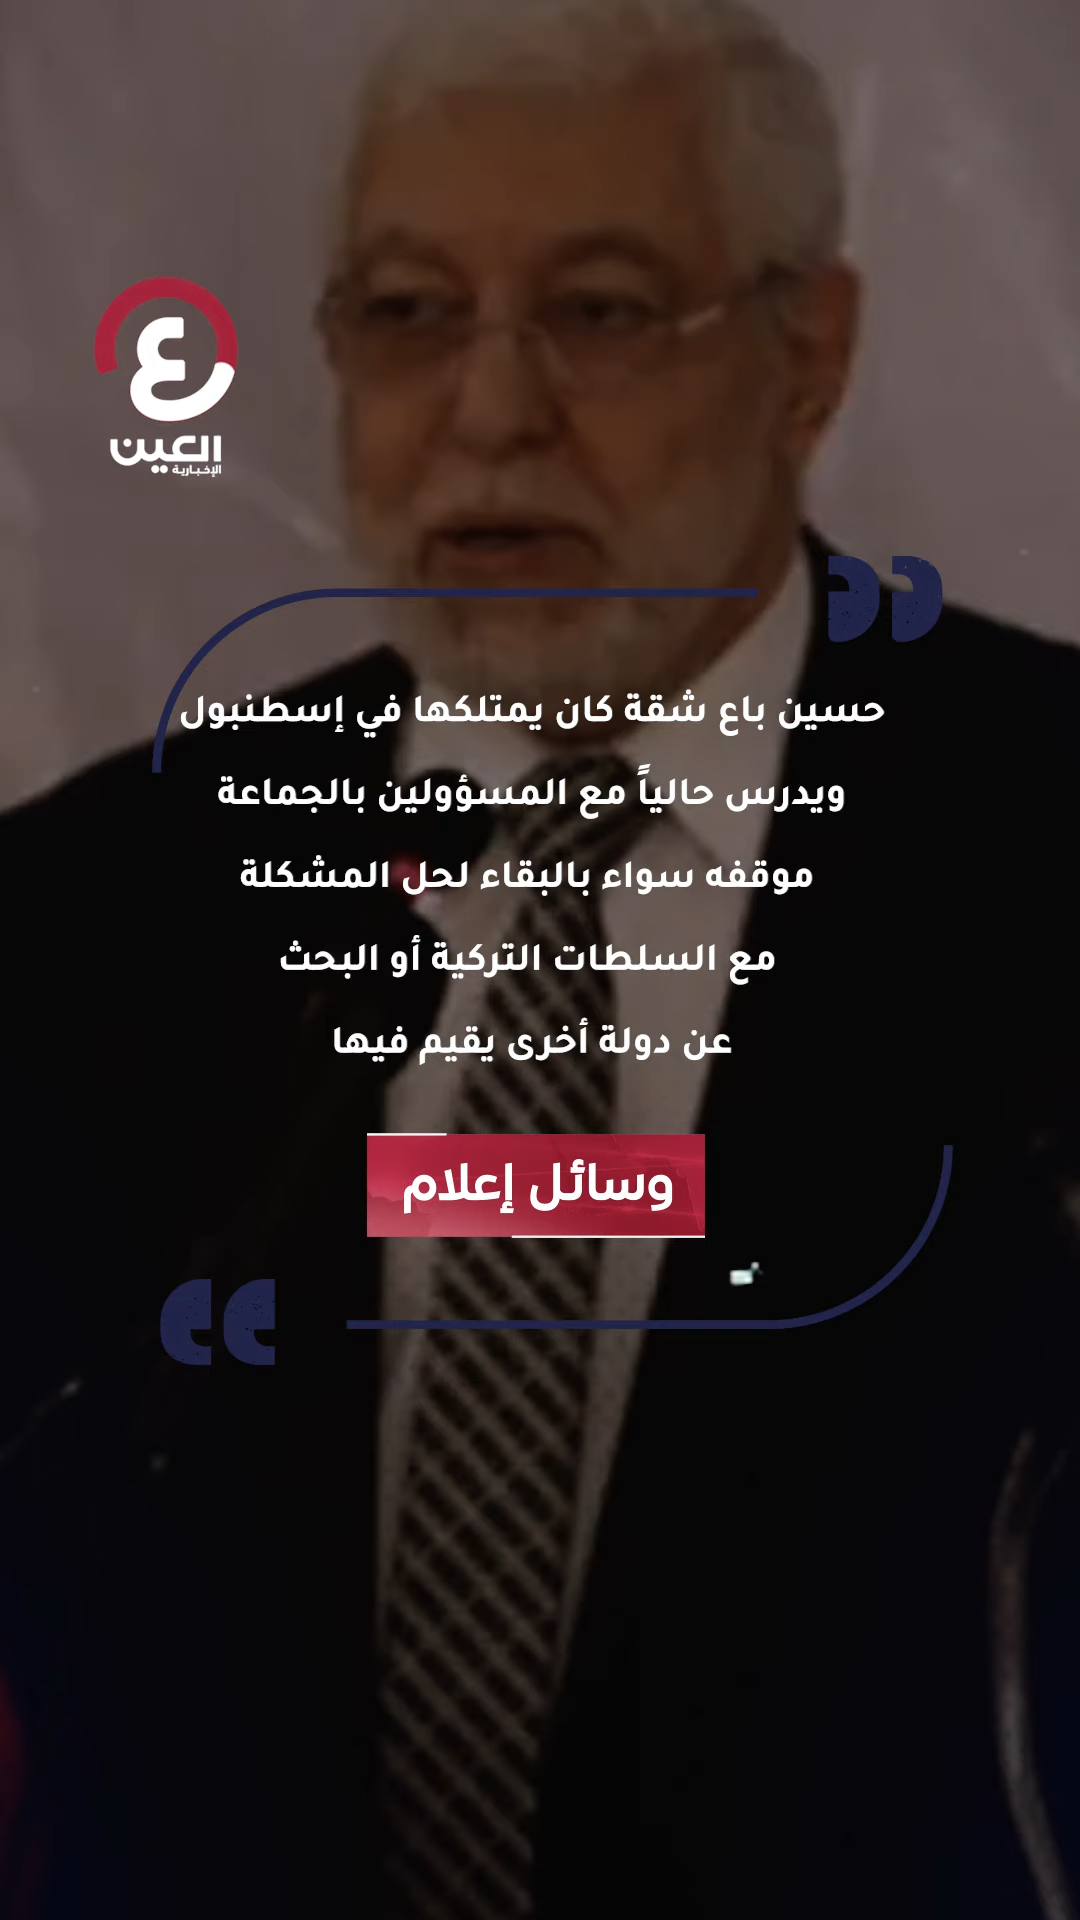 العين
الإخبارية
حسين باع شقة كان يمتلكها في إسطنبول
ويدرس حالياً مع المسؤولين بالجماعة
موقفه سواء بالبقاء لحل المشكلة
مع السلطات التركية أو البحث
عن دولة أخرى يقيم فيها
وسائل إعلام